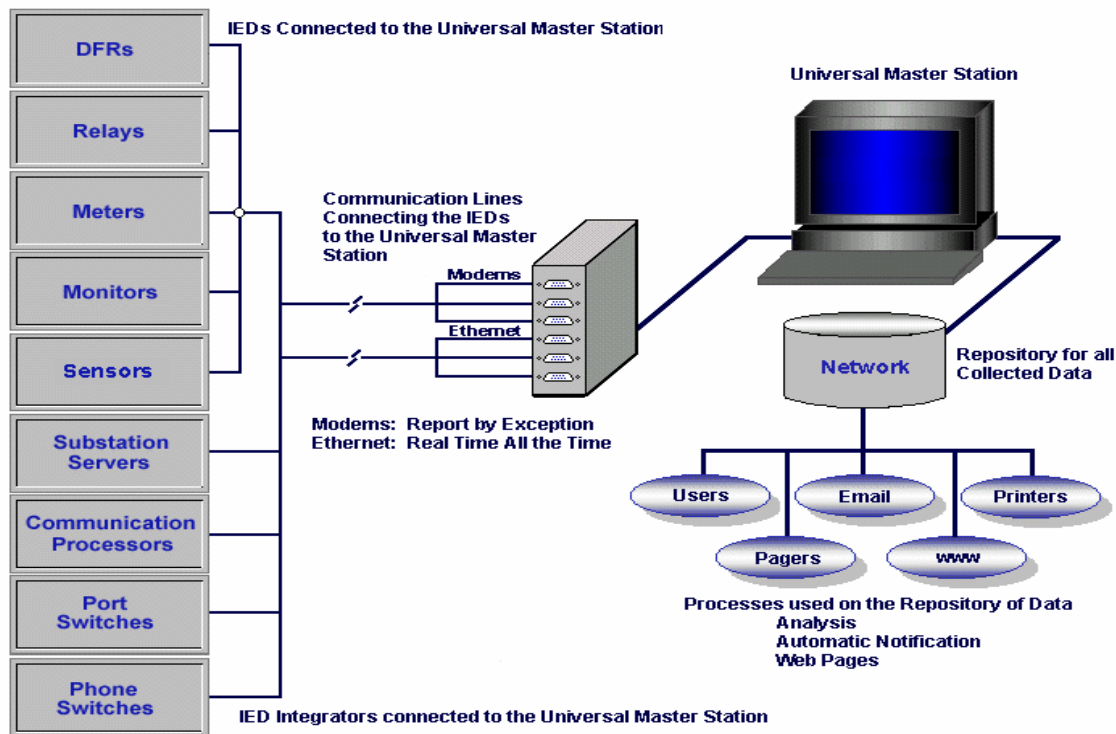 DFRs
Relays
Meters
Monitors
Sensors
Substation
Servers
Communication
Processors
Port
Switches
Phone
Switches
IEDs Connected to the Universal Master Station
Communication Lines
Connecting the IEDs
to the Universal Master
Station
Modems
Ethernet
Modems: Report by Exception
Ethernet: Real Time All the Time
IED Integrators connected to the Universal Master Station
Universal Master Station
Network
Repository for all
Collected Data
Users
Email
Printers
Pagers
www
Processes used on the Repository of Data
Analysis
Automatic Notification
Web Pages